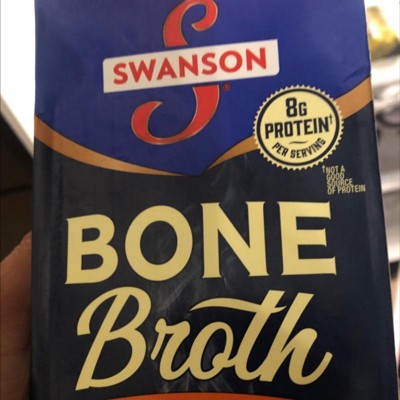 S
SWANSON
®
8G
PROTEIN†
PER SERVING
†NOT A
GOOD
SOURCE
OF PROTEIN
BONE
Broth